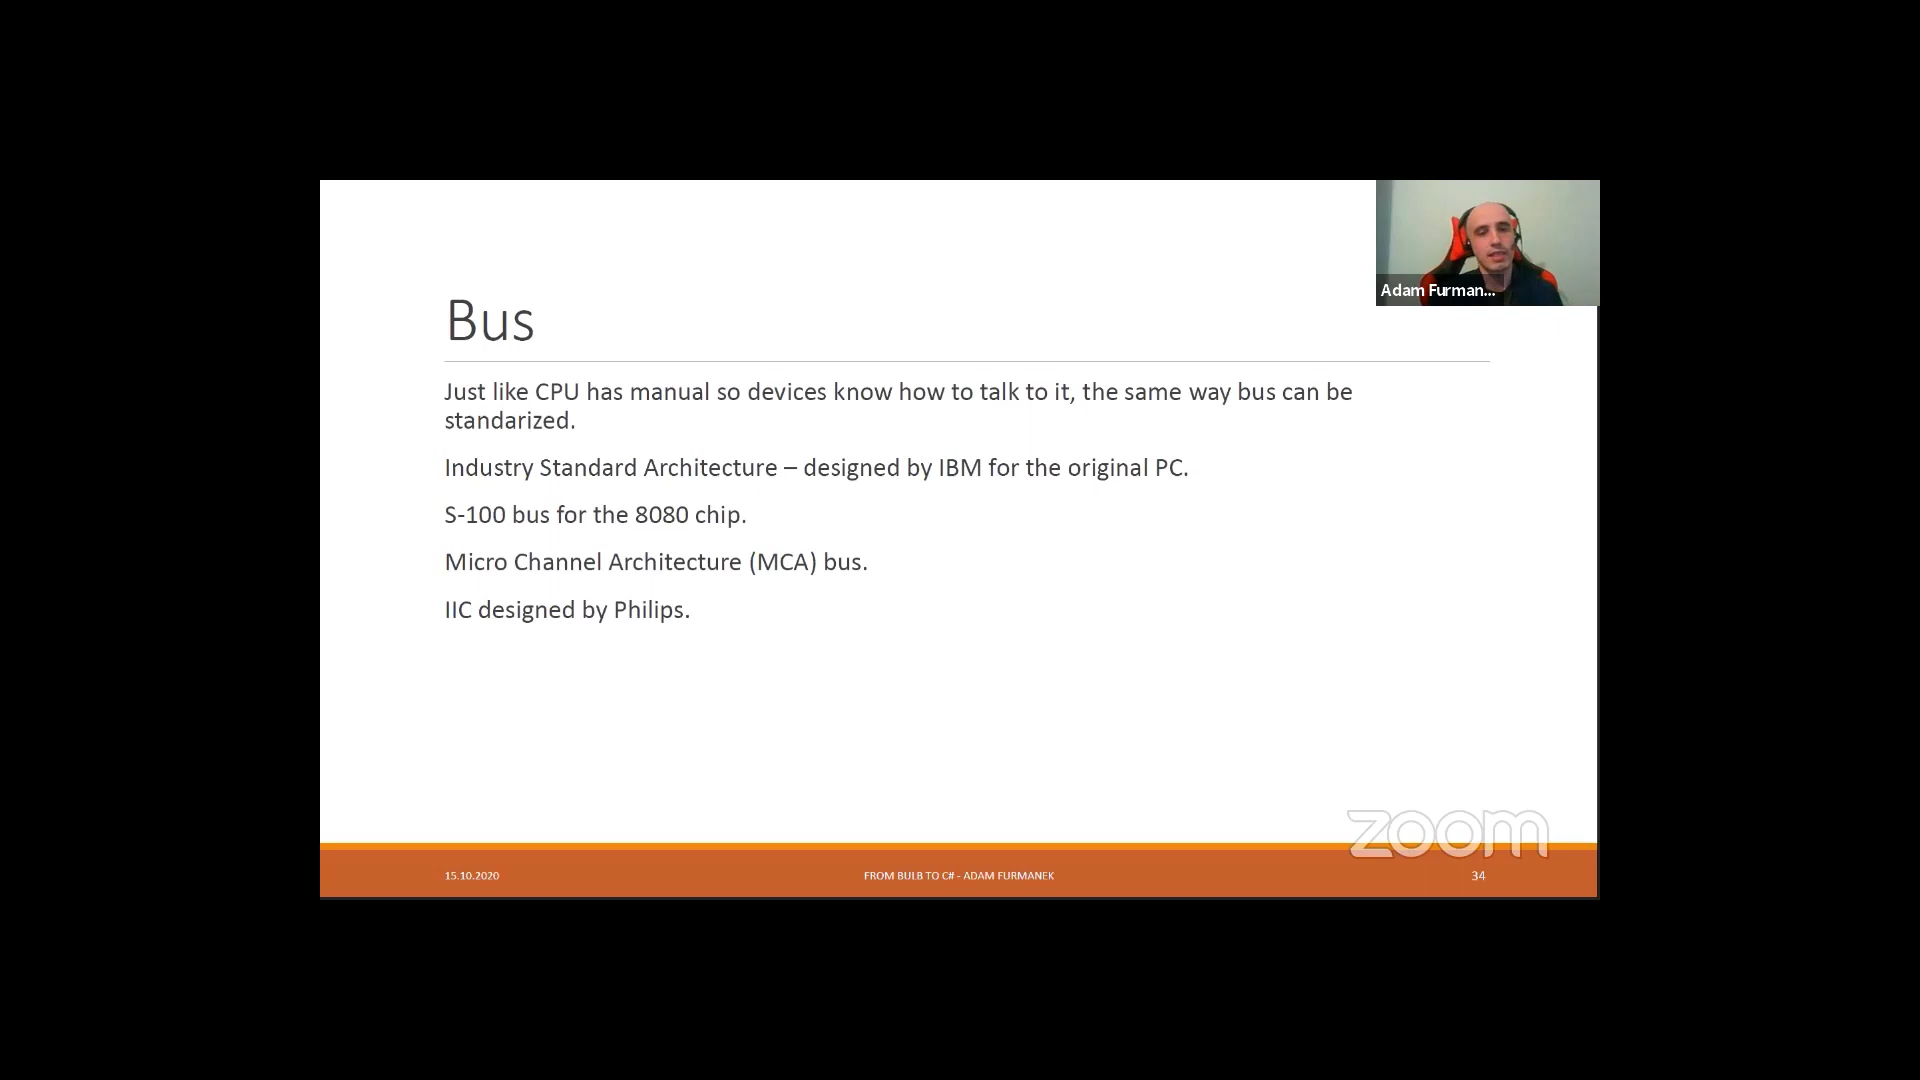 Adam Furman...
Bus
Just like CPU has manual so devices know how to talk to it, the same way bus can be
standarized.
Industry Standard Architecture – designed by IBM for the original PC.
S-100 bus for the 8080 chip.
Micro Channel Architecture (MCA) bus.
IIC designed by Philips.
zoom
15.10.2020
FROM BULB TO C# - ADAM FURMANEK
34